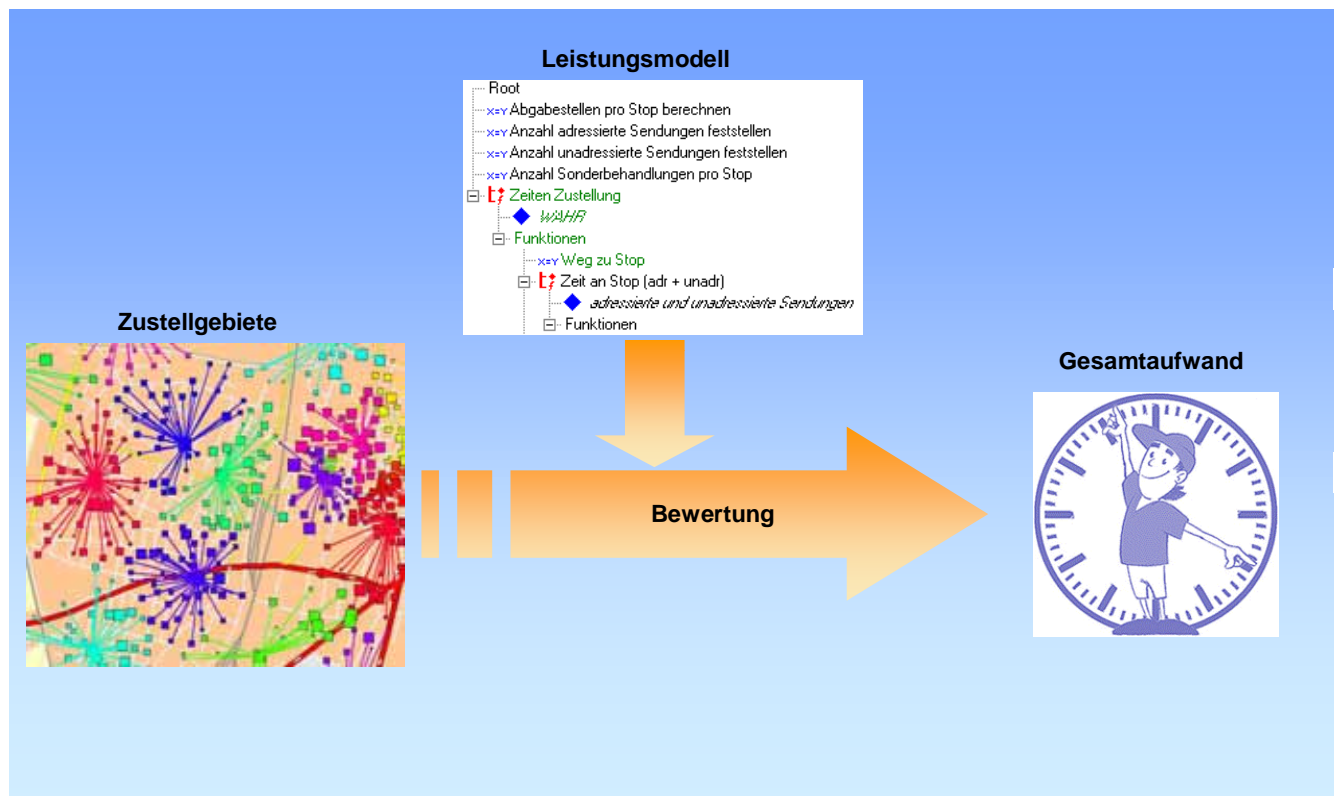 Leistungsmodell
Root
x=y Abgabestellen pro Stop berechnen
x=y Anzahl adressierte Sendungen feststellen
x=y Anzahl unadressierte Sendungen feststellen
x=y Anzahl Sonderbehandlungen pro Stop
Zeiten Zustellung
WAHR
Funktionen
x=y Weg zu Stop
Zeit an Stop (adr + unadr)
adressierte und unadressierte Sendungen
Funktionen
Zustellgebiete
Gesamtaufwand
Bewertung